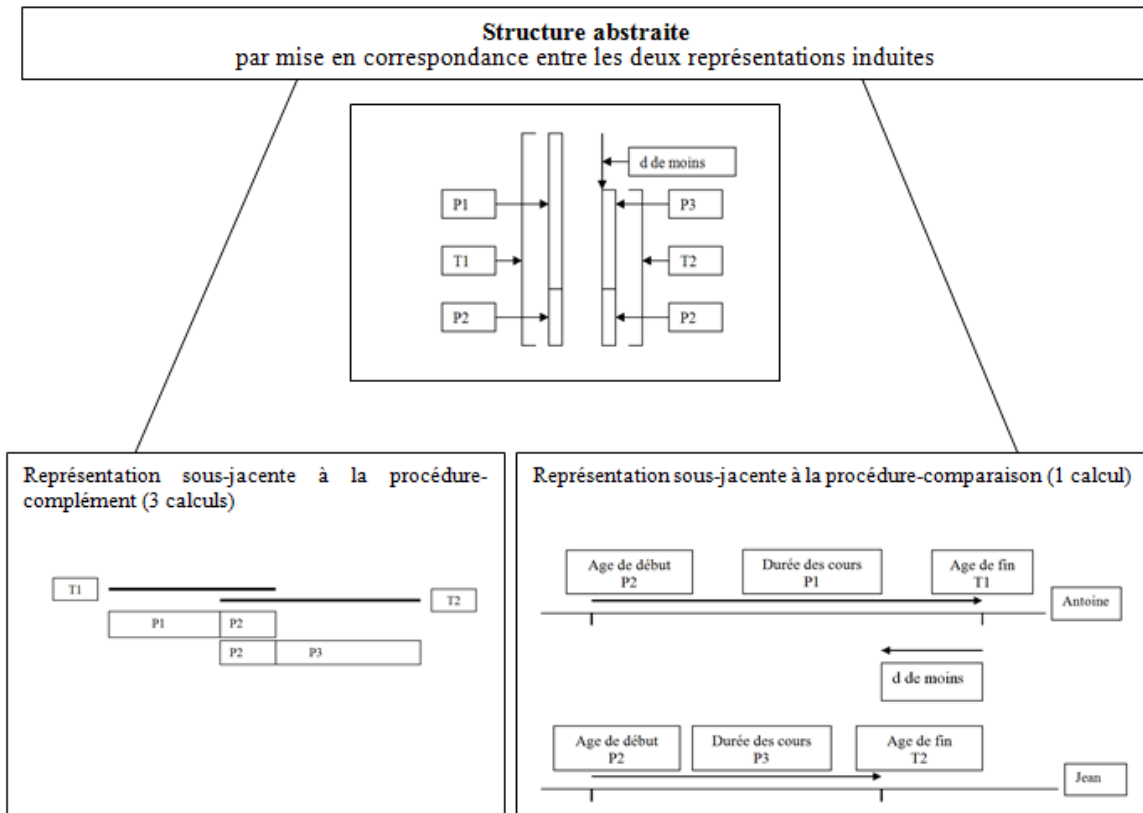 Structure abstraite
par mise en correspondance entre les deux représentations induites
d de moins
P1
P3
T1
T2
P2
P2
Représentation sous-jacente à la procédure-
complément (3 calculs)
T1
T2
P1
P2
P2
P3
Représentation sous-jacente à la procédure-comparaison (1 calcul)
Age de début
P2
Durée des cours
P1
Age de fin
T1
Antoine
d de moins
Age de début
P2
Durée des cours
P3
Age de fin
T2
Jean